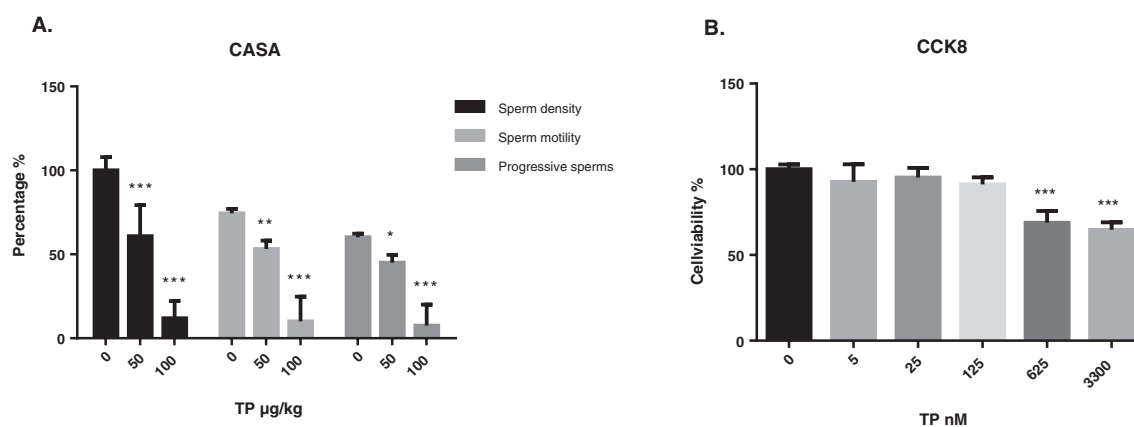 A.
CASA
Percentage %
150
100
50
0
***
***
**
***
*
***
0 50 100 0 50 100 0 50 100
TP µg/kg
Sperm density
Sperm motility
Progressive sperms
B.
CCK8
Cellviability %
150
100
50
0
***
***
0 5 25 125 625 3300
TP nM